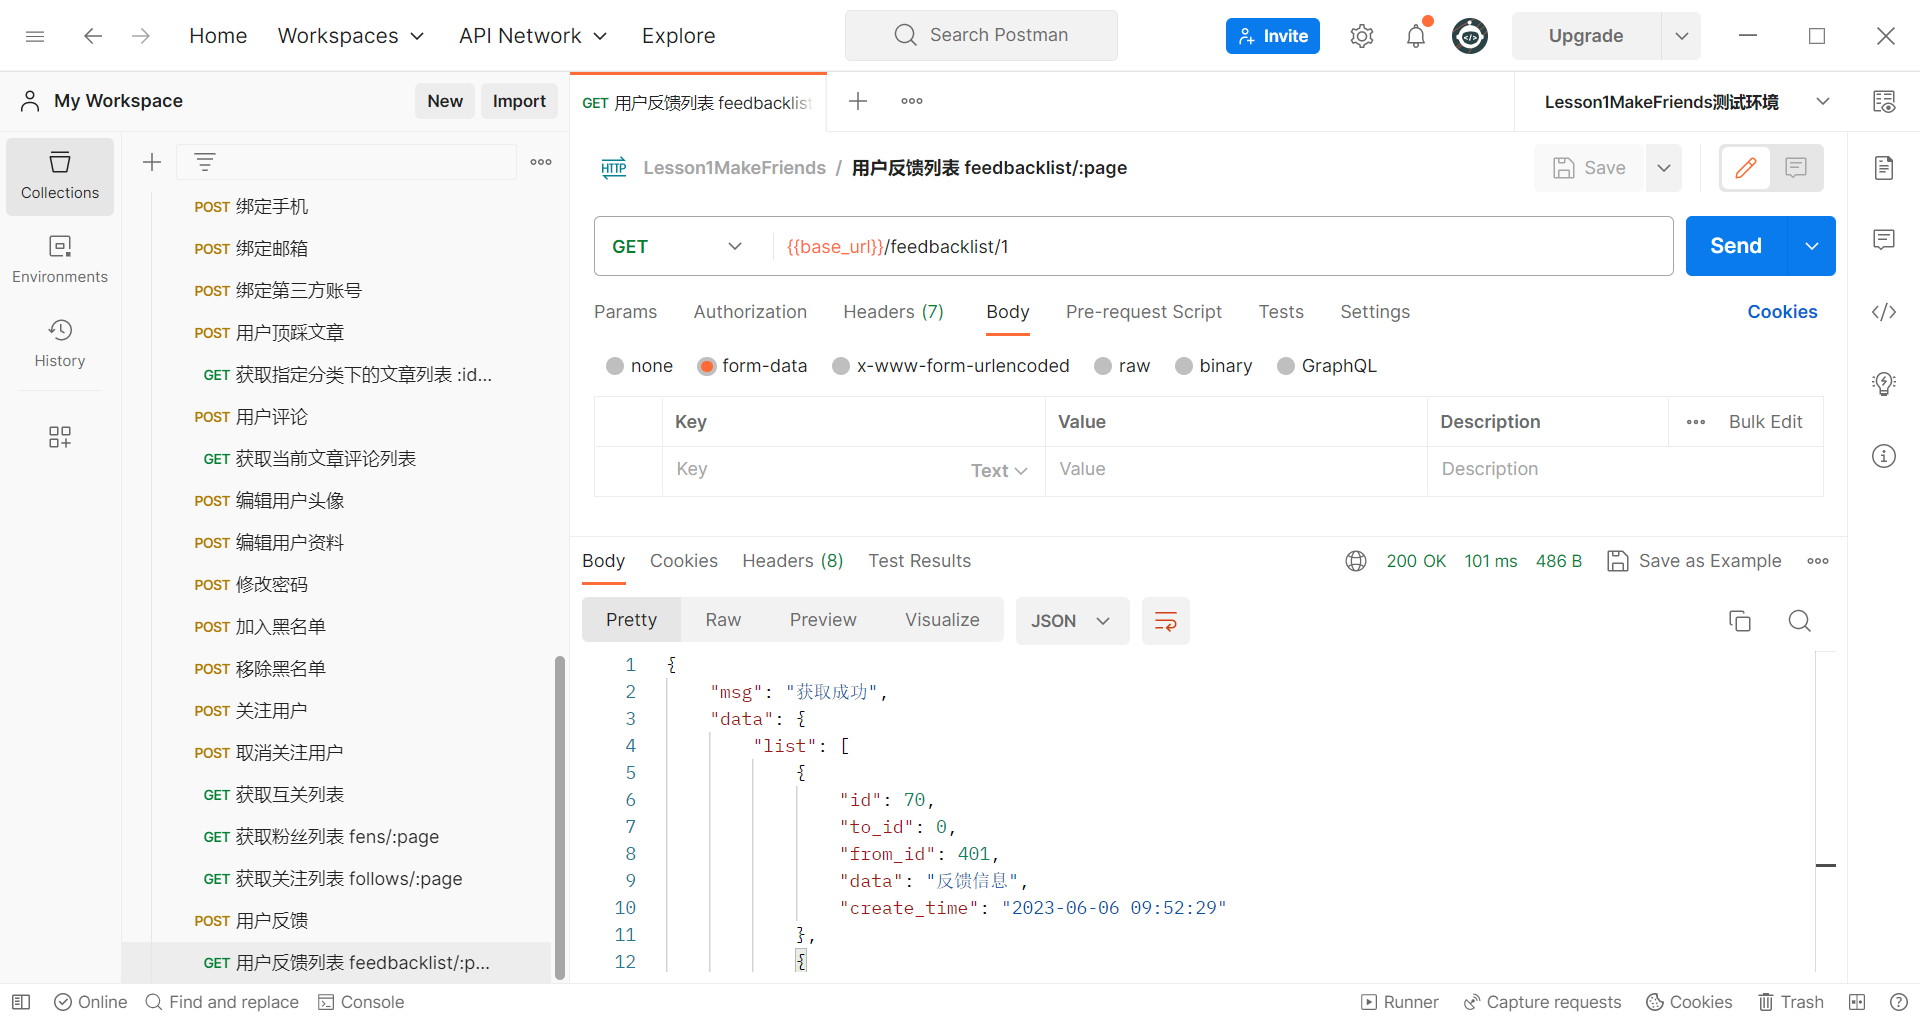 Home
Workspaces
API Network
Explore
Search Postman
Invite
Upgrade
My Workspace
New
Import
GET 用户反馈列表 feedbacklist
Lesson1MakeFriends测试环境
Collections
Environments
History
POST 绑定手机
POST 绑定邮箱
POST 绑定第三方账号
POST 用户顶踩文章
GET 获取指定分类下的文章列表 :id...
POST 用户评论
GET 获取当前文章评论列表
POST 编辑用户头像
POST 编辑用户资料
POST 修改密码
POST 加入黑名单
POST 移除黑名单
POST 关注用户
POST 取消关注用户
GET 获取互关列表
GET 获取粉丝列表 fens/:page
GET 获取关注列表 follows/:page
POST 用户反馈
GET 用户反馈列表 feedbacklist/:p...
HTTP Lesson1MakeFriends / 用户反馈列表 feedbacklist/:page
Save
GET {{base_url}}/feedbacklist/1
Send
Params Authorization Headers (7) Body Pre-request Script Tests Settings Cookies
none form-data x-www-form-urlencoded raw binary GraphQL
Key Value Description Bulk Edit
Key Text Value Description
Body Cookies Headers (8) Test Results 200 OK 101 ms 486 B Save as Example
Pretty Raw Preview Visualize JSON
1 {
2 "msg": "获取成功",
3 "data": {
4 "list": [
5 {
6 "id": 70,
7 "to_id": 0,
8 "from_id": 401,
9 "data": "反馈信息",
10 "create_time": "2023-06-06 09:52:29"
11 },
12 {
Online Find and replace Console Runner Capture requests Cookies Trash